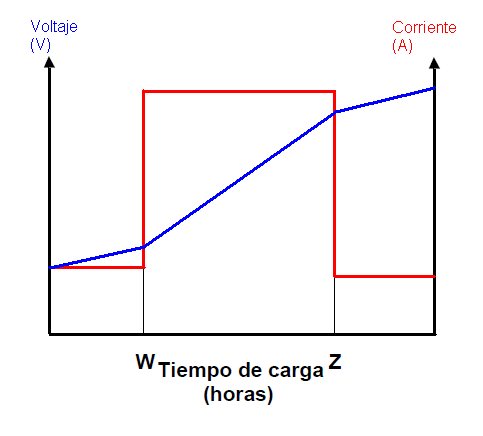 Voltaje
(V)
Corriente
(A)
W Tiempo de carga Z
(horas)